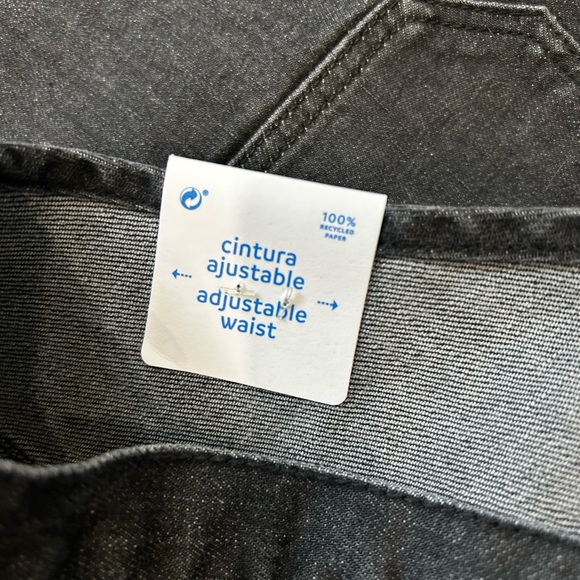 100%
RECYCLED
PAPER
cintura
ajustable
adjustable
waist